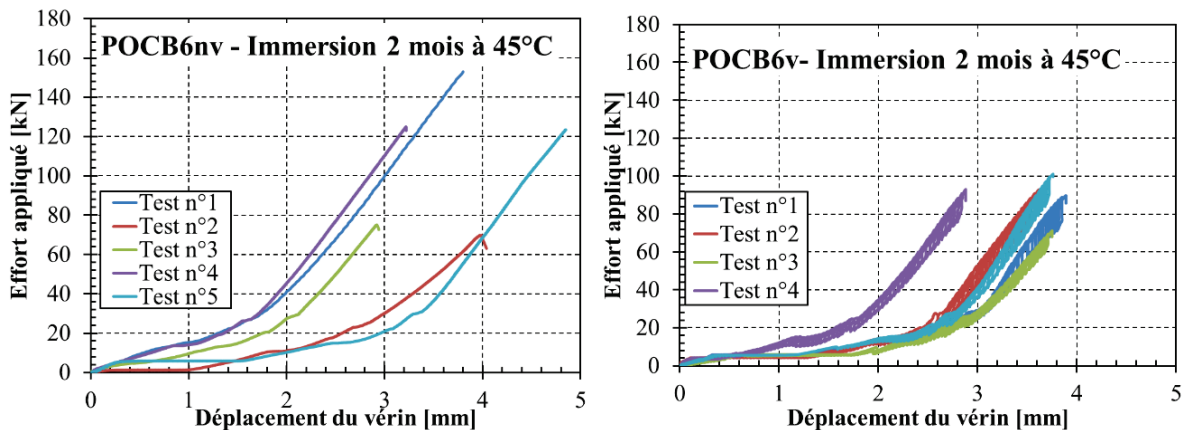 POCB6nv - Immersion 2 mois à 45°C
Effort appliqué [kN]
180
160
140
120
100
80
60
40
20
0
Test n°1
Test n°2
Test n°3
Test n°4
Test n°5
0 1 2 3 4 5
Déplacement du vérin [mm]
POCB6v- Immersion 2 mois à 45°C
Effort appliqué [kN]
180
160
140
120
100
80
60
40
20
0
Test n°1
Test n°2
Test n°3
Test n°4
0 1 2 3 4 5
Déplacement du vérin [mm]